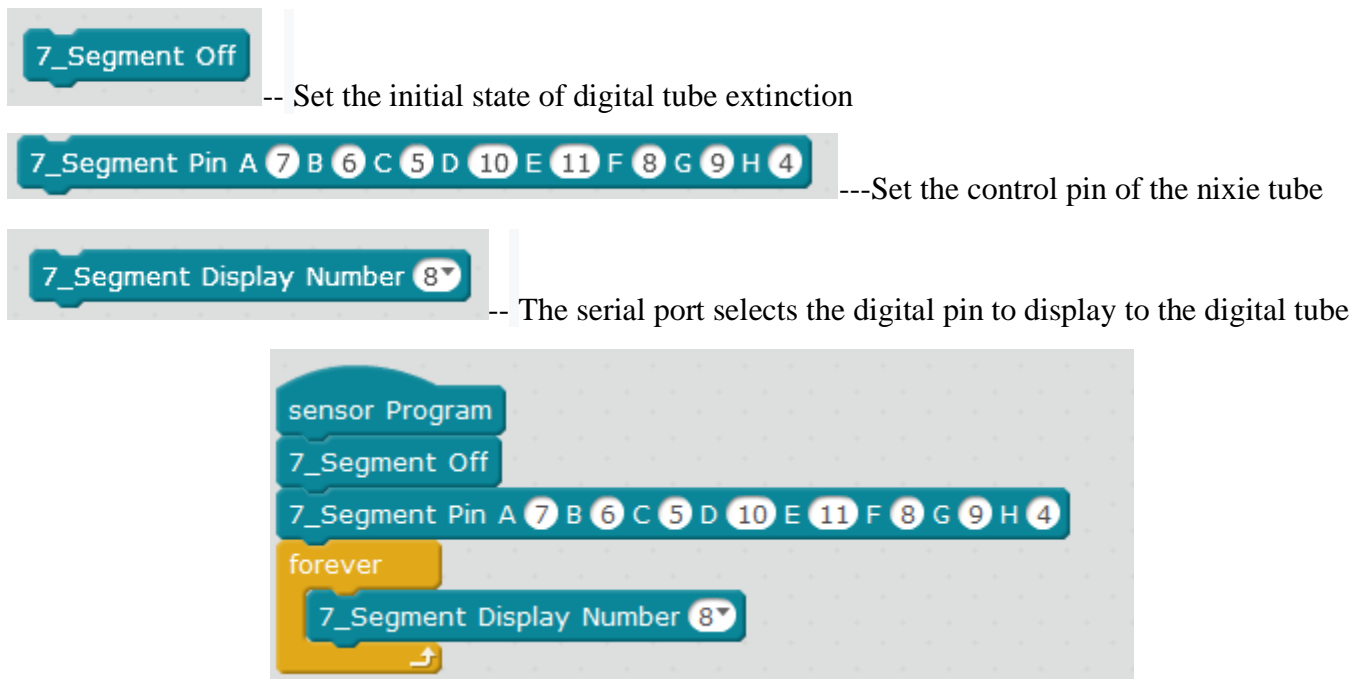 7_Segment Off
-- Set the initial state of digital tube extinction
7_Segment Pin A 7 B 6 C 5 D 10 E 11 F 8 G 9 H 4
---Set the control pin of the nixie tube
7_Segment Display Number 8
-- The serial port selects the digital pin to display to the digital tube
sensor Program
7_Segment Off
7_Segment Pin A 7 B 6 C 5 D 10 E 11 F 8 G 9 H 4
forever
7_Segment Display Number 8